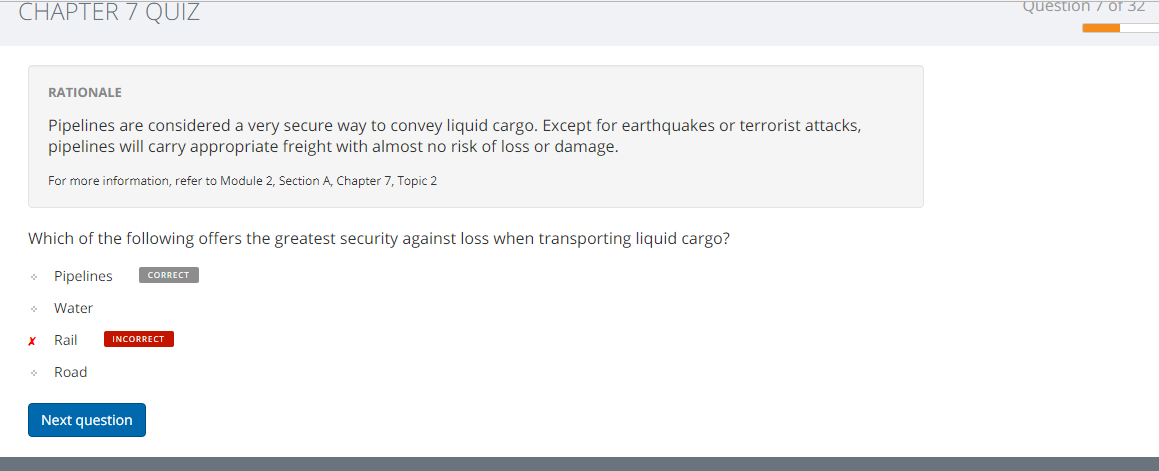 CHAPTER 7 QUIZ
Question 7 of 32
RATIONALE
Pipelines are considered a very secure way to convey liquid cargo. Except for earthquakes or terrorist attacks,
pipelines will carry appropriate freight with almost no risk of loss or damage.
For more information, refer to Module 2, Section A, Chapter 7, Topic 2
Which of the following offers the greatest security against loss when transporting liquid cargo?
Pipelines CORRECT
Water
✗ Rail INCORRECT
Road
Next question